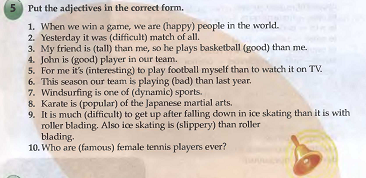 5 Put the adjectives in the correct form.
1. When we win a game, we are (happy) people in the world.
2. Yesterday it was (difficult) match of all.
3. My friend is (tall) than me, so he plays basketball (good) than me.
4. John is (good) player in our team.
5. For me it's (interesting) to play football myself than to watch it on TV.
6. This season our team is playing (bad) than last year.
7. Windsurfing is one of (dynamic) sports.
8. Karate is (popular) of the Japanese martial arts.
9. It is much (difficult) to get up after falling down in ice skating than it is with
roller blading. Also ice skating is (slippery) than roller
blading.
10. Who are (famous) female tennis players ever?